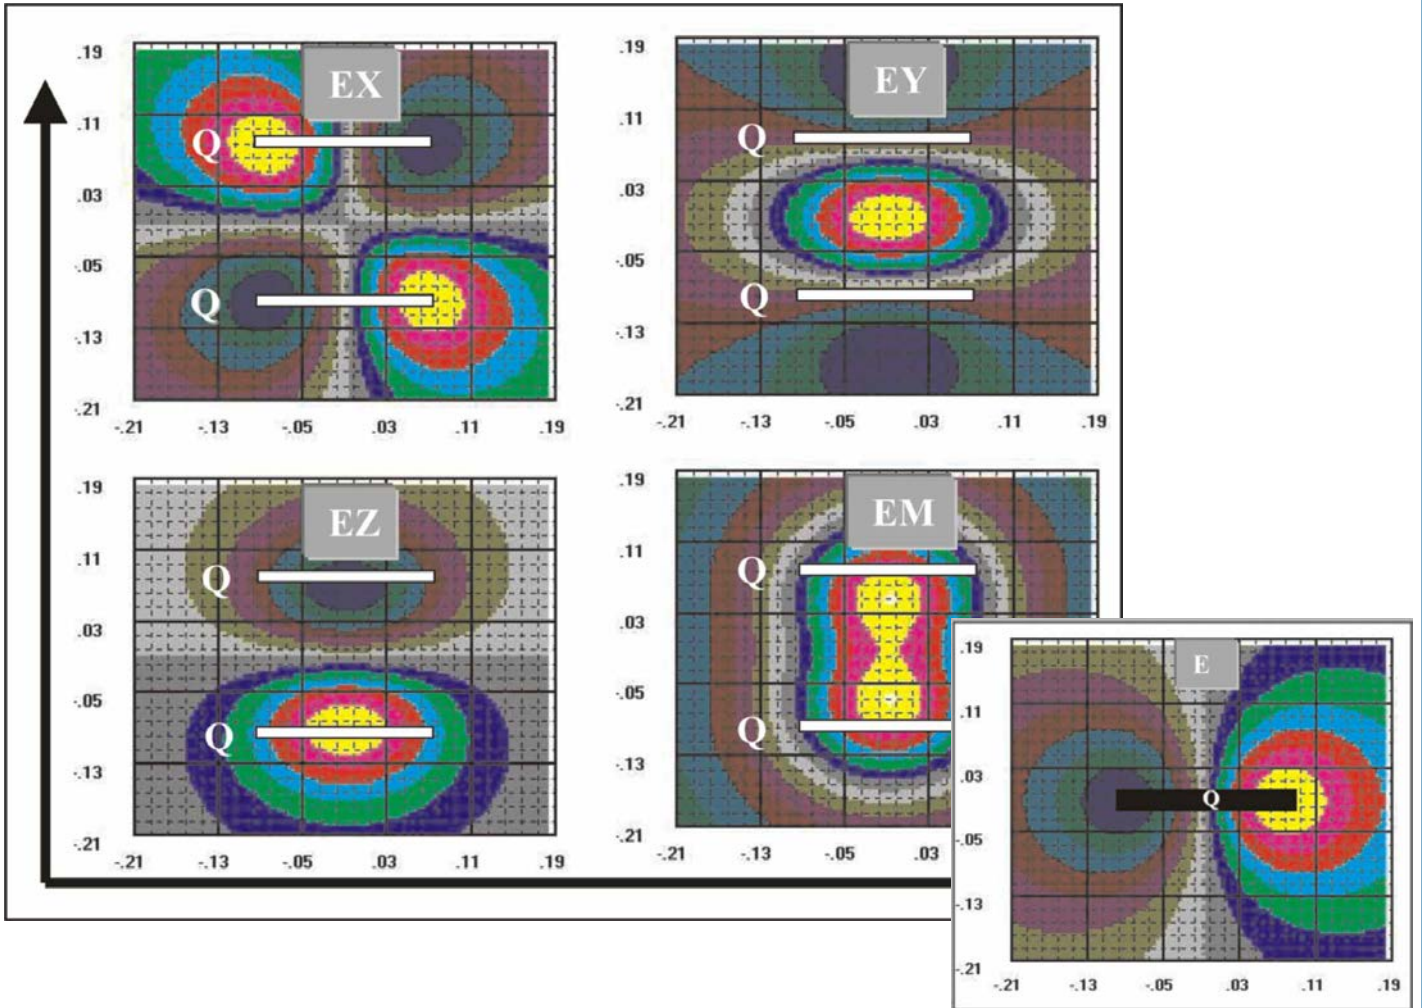 EX
.19
.11
.03
-.05
-.13
-.21
Q
Q
-.21 -.13 -.05 .03 .11 .19
EY
.19
.11
.03
-.05
-.13
-.21
Q
Q
-.21 -.13 -.05 .03 .11 .19
EZ
.19
.11
.03
-.05
-.13
-.21
Q
Q
-.21 -.13 -.05 .03 .11 .19
EM
.19
.11
.03
-.05
-.13
-.21
Q
Q
-.21 -.13 -.05 .03
E
.19
.11
.03
-.05
-.13
-.21
Q
-.21 -.13 -.05 .03 .11 .19